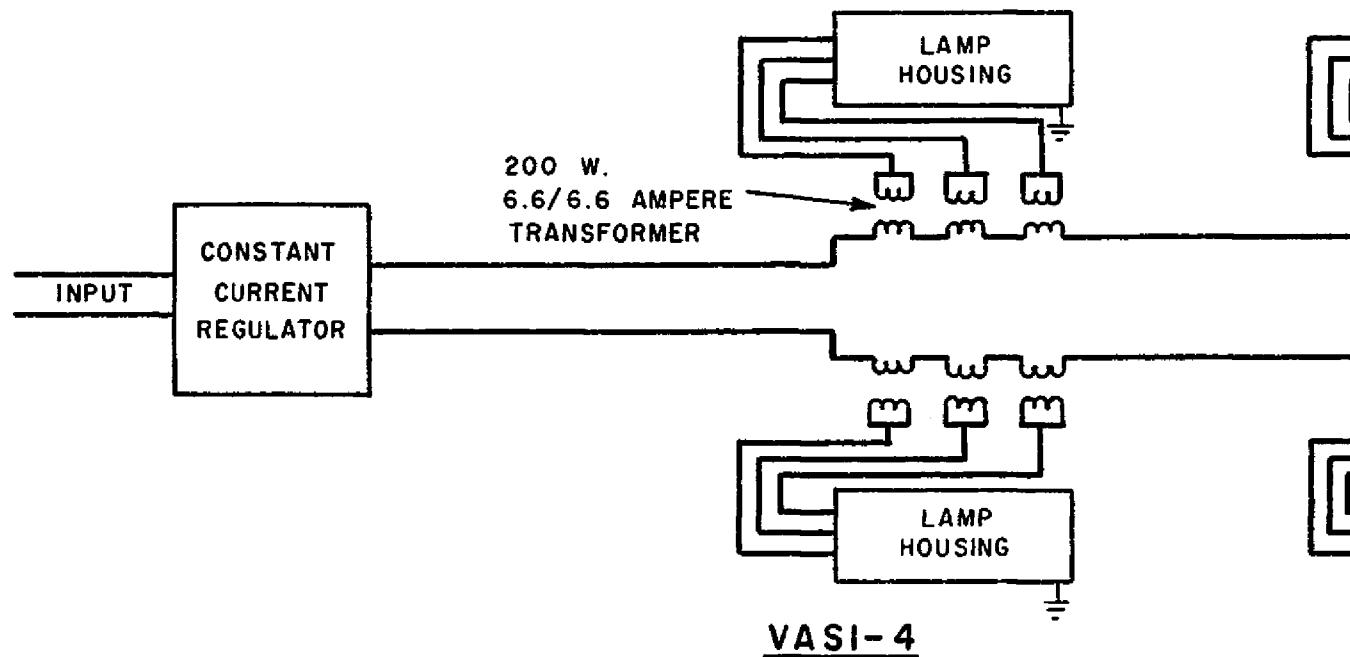 LAMP
HOUSING
200 W.
6.6/6.6 AMPERE
TRANSFORMER
CONSTANT
CURRENT
REGULATOR
INPUT
LAMP
HOUSING
VASI-4